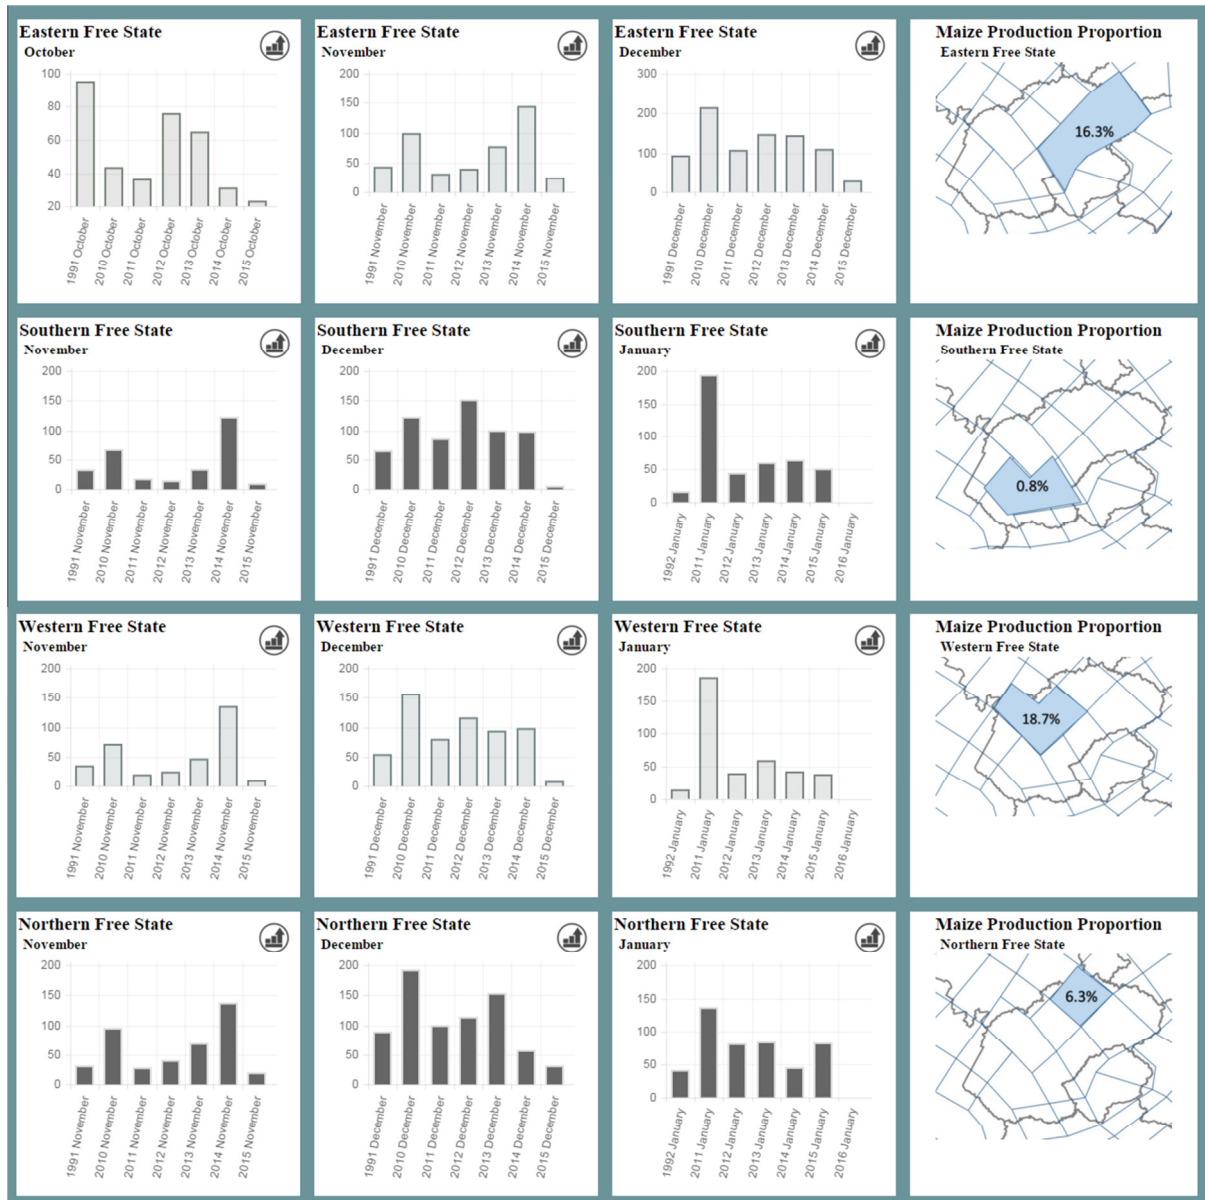 Eastern Free State
October
100
80
60
40
20
1991 October
2010 October
2011 October
2012 October
2013 October
2014 October
2015 October
Eastern Free State
November
200
150
100
50
0
1991 November
2010 November
2011 November
2012 November
2013 November
2014 November
2015 November
Eastern Free State
December
300
200
100
0
1991 December
2010 December
2011 December
2012 December
2013 December
2014 December
2015 December
Maize Production Proportion
Eastern Free State
16.3%
Southern Free State
November
200
150
100
50
0
1991 November
2010 November
2011 November
2012 November
2013 November
2014 November
2015 November
Southern Free State
December
200
150
100
50
0
1991 December
2010 December
2011 December
2012 December
2013 December
2014 December
2015 December
Southern Free State
January
200
150
100
50
0
1992 January
2011 January
2012 January
2013 January
2014 January
2015 January
2016 January
Maize Production Proportion
Southern Free State
0.8%
Western Free State
November
200
150
100
50
0
1991 November
2010 November
2011 November
2012 November
2013 November
2014 November
2015 November
Western Free State
December
200
150
100
50
0
1991 December
2010 December
2011 December
2012 December
2013 December
2014 December
2015 December
Western Free State
January
200
150
100
50
0
1992 January
2011 January
2012 January
2013 January
2014 January
2015 January
2016 January
Maize Production Proportion
Western Free State
18.7%
Northern Free State
November
200
150
100
50
0
1991 November
2010 November
2011 November
2012 November
2013 November
2014 November
2015 November
Northern Free State
December
200
150
100
50
0
1991 December
2010 December
2011 December
2012 December
2013 December
2014 December
2015 December
Northern Free State
January
200
150
100
50
0
1992 January
2011 January
2012 January
2013 January
2014 January
2015 January
2016 January
Maize Production Proportion
Northern Free State
6.3%